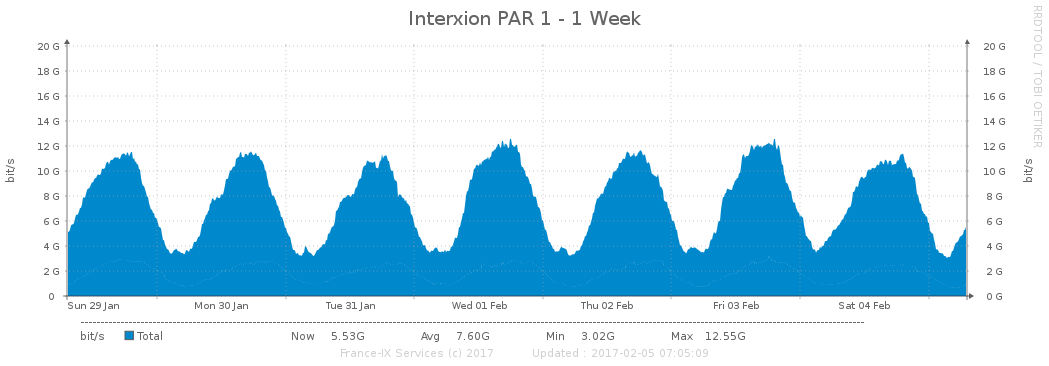 Interxion PAR 1 - 1 Week
RRDTOOL / TOBI OETIKER
20 G 20 G
18 G 18 G
16 G 16 G
14 G 14 G
12 G 12 G
10 G 10 G
8 G 8 G
6 G 6 G
4 G 4 G
2 G 2 G
0 0 G
bit/s
bit/s
Sun 29 Jan Mon 30 Jan Tue 31 Jan Wed 01 Feb Thu 02 Feb Fri 03 Feb Sat 04 Feb
bit/s Total Now 5.53G Avg 7.60G Min 3.02G Max 12.55G
France-IX Services (c) 2017 Updated : 2017-02-05 07:05:09